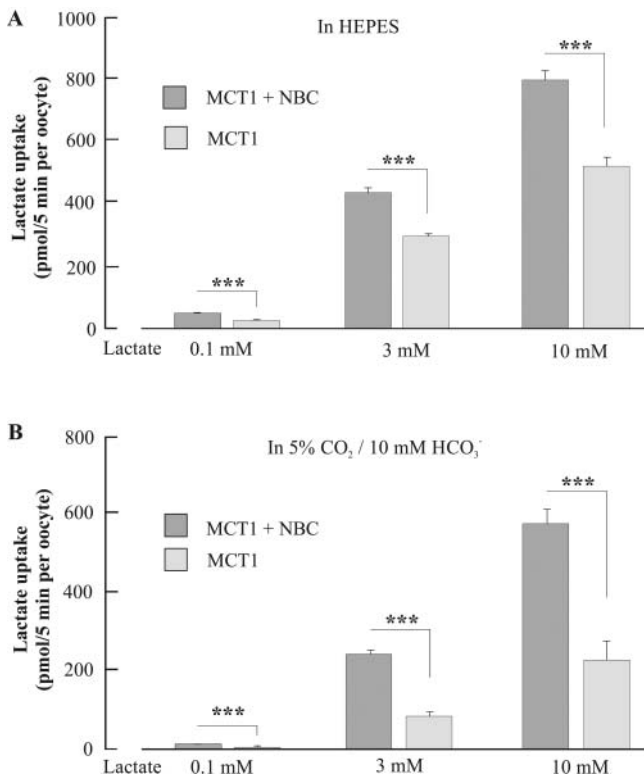 A
In HEPES
1000
800
600
400
200
0
Lactate uptake
(pmol/5 min per oocyte)
MCT1 + NBC
MCT1
***
***
***
Lactate
0.1 mM
3 mM
10 mM
B
In 5% CO₂ / 10 mM HCO₃⁻
800
600
400
200
0
Lactate uptake
(pmol/5 min per oocyte)
MCT1 + NBC
MCT1
***
***
***
Lactate
0.1 mM
3 mM
10 mM